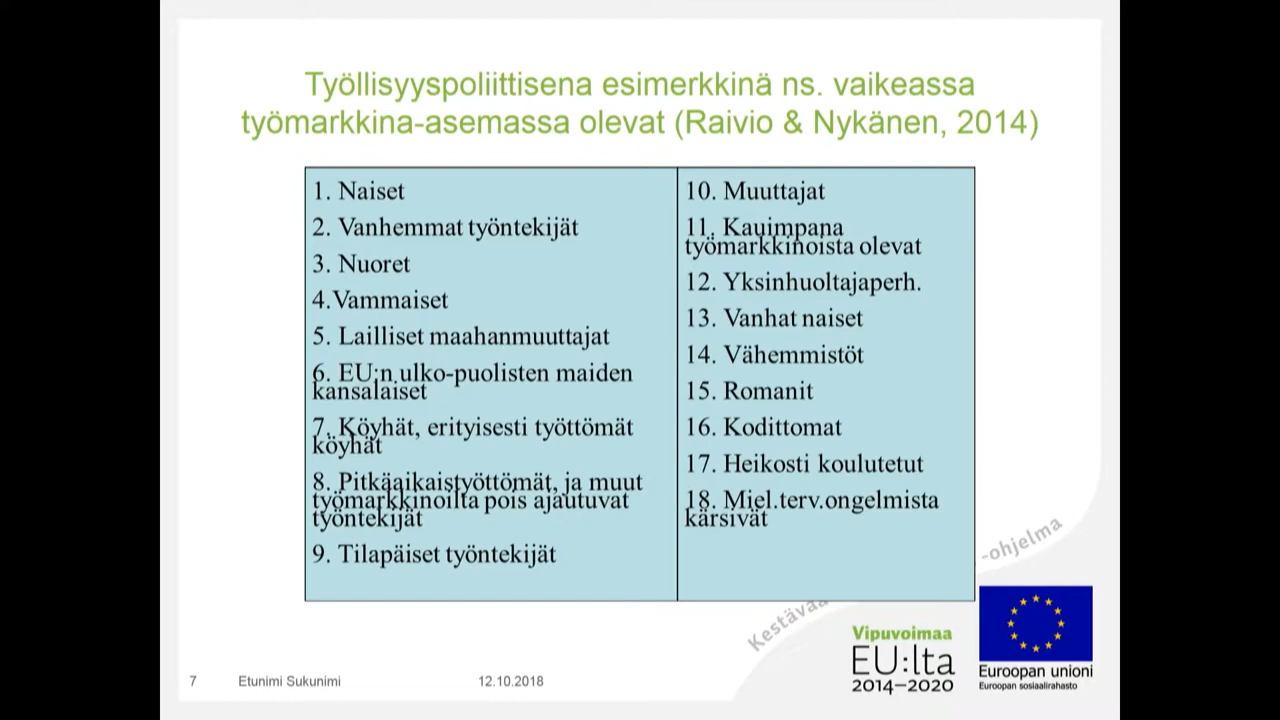 Työllisyyspoliittisena esimerkkinä ns. vaikeassa
työmarkkina-asemassa olevat (Raivio & Nykänen, 2014)
1. Naiset
2. Vanhemmat työntekijät
3. Nuoret
4.Vammaiset
5. Lailliset maahanmuuttajat
6. EU:n ulko-puolisten maiden
kansalaiset
7. Köyhät, erityisesti työttömät
köyhät
8. Pitkäaikaistyöttömät, ja muut
työmarkkinoilta pois ajautuvat
työntekijät
9. Tilapäiset työntekijät
10. Muuttajat
11. Kauimpana
työmarkkinoista olevat
12. Yksinhuoltajaperh.
13. Vanhat naiset
14. Vähemmistöt
15. Romanit
16. Kodittomat
17. Heikosti koulutetut
18. Miel.terv.ongelmista
kärsivät
-ohjelma
Vipuvoimaa
EU:lta
2014–2020
Euroopan unioni
Euroopan sosiaalirahasto
7
Etunimi Sukunimi
12.10.2018